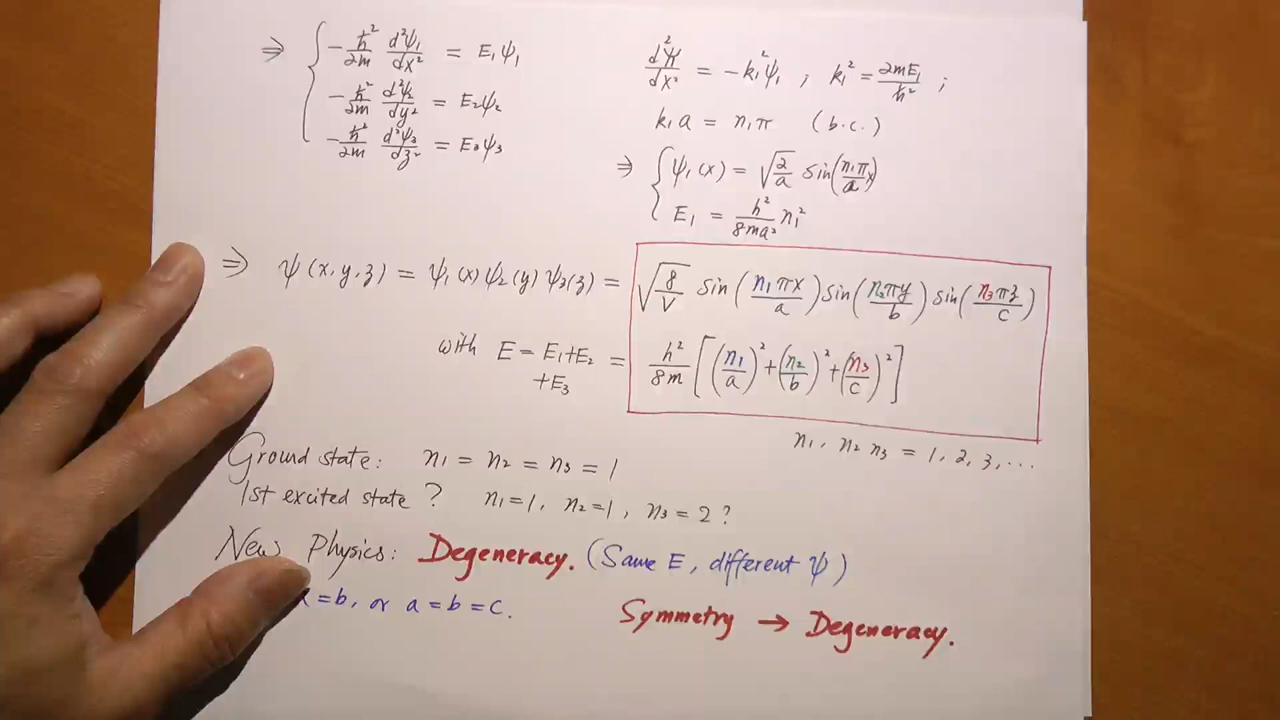 ⇒ { -ħ²/2m d²ψ₁/dx² = E₁ψ₁
-ħ²/2m d²ψ₂/dy² = E₂ψ₂
-ħ²/2m d²ψ₃/dz² = E₃ψ₃
d²ψ₁/dx² = -k₁²ψ₁ , k₁² = 2mE₁/ħ² ;
k₁a = n₁π (b.c.)
⇒ { ψ₁(x) = √(2/a) sin(n₁π/a x)
E₁ = h²/8ma² n₁²
⇒ ψ(x,y,z) = ψ₁(x)ψ₂(y)ψ₃(z) = √(8/V) sin(n₁πx/a) sin(n₂πy/b) sin(n₃πz/c)
with E = E₁+E₂+E₃ = h²/8m [(n₁/a)² + (n₂/b)² + (n₃/c)²]
n₁, n₂ n₃ = 1, 2, 3, ...
Ground state: n₁ = n₂ = n₃ = 1
1st excited state? n₁=1, n₂=1, n₃=2?
New Physics: Degeneracy. (Same E, different ψ)
=b, or a=b=c. Symmetry → Degeneracy.